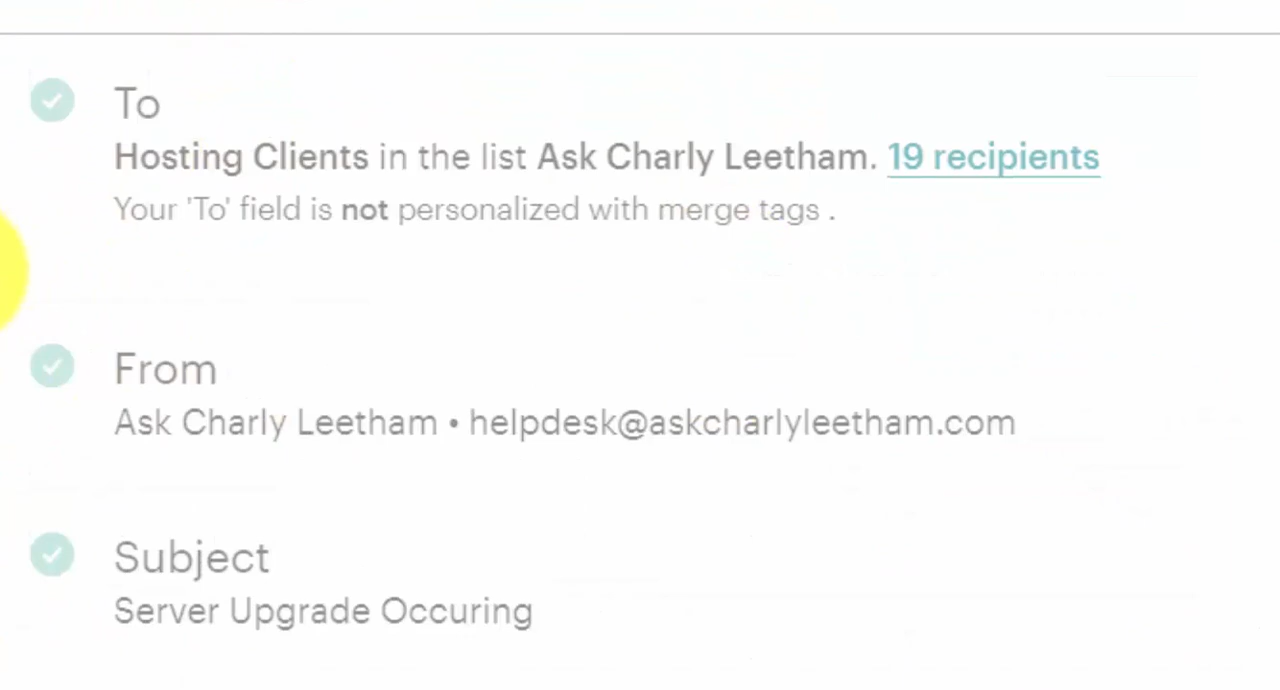 To
Hosting Clients in the list Ask Charly Leetham. 19 recipients
Your 'To' field is not personalized with merge tags .
From
Ask Charly Leetham • helpdesk@askcharlyleetham.com
Subject
Server Upgrade Occuring